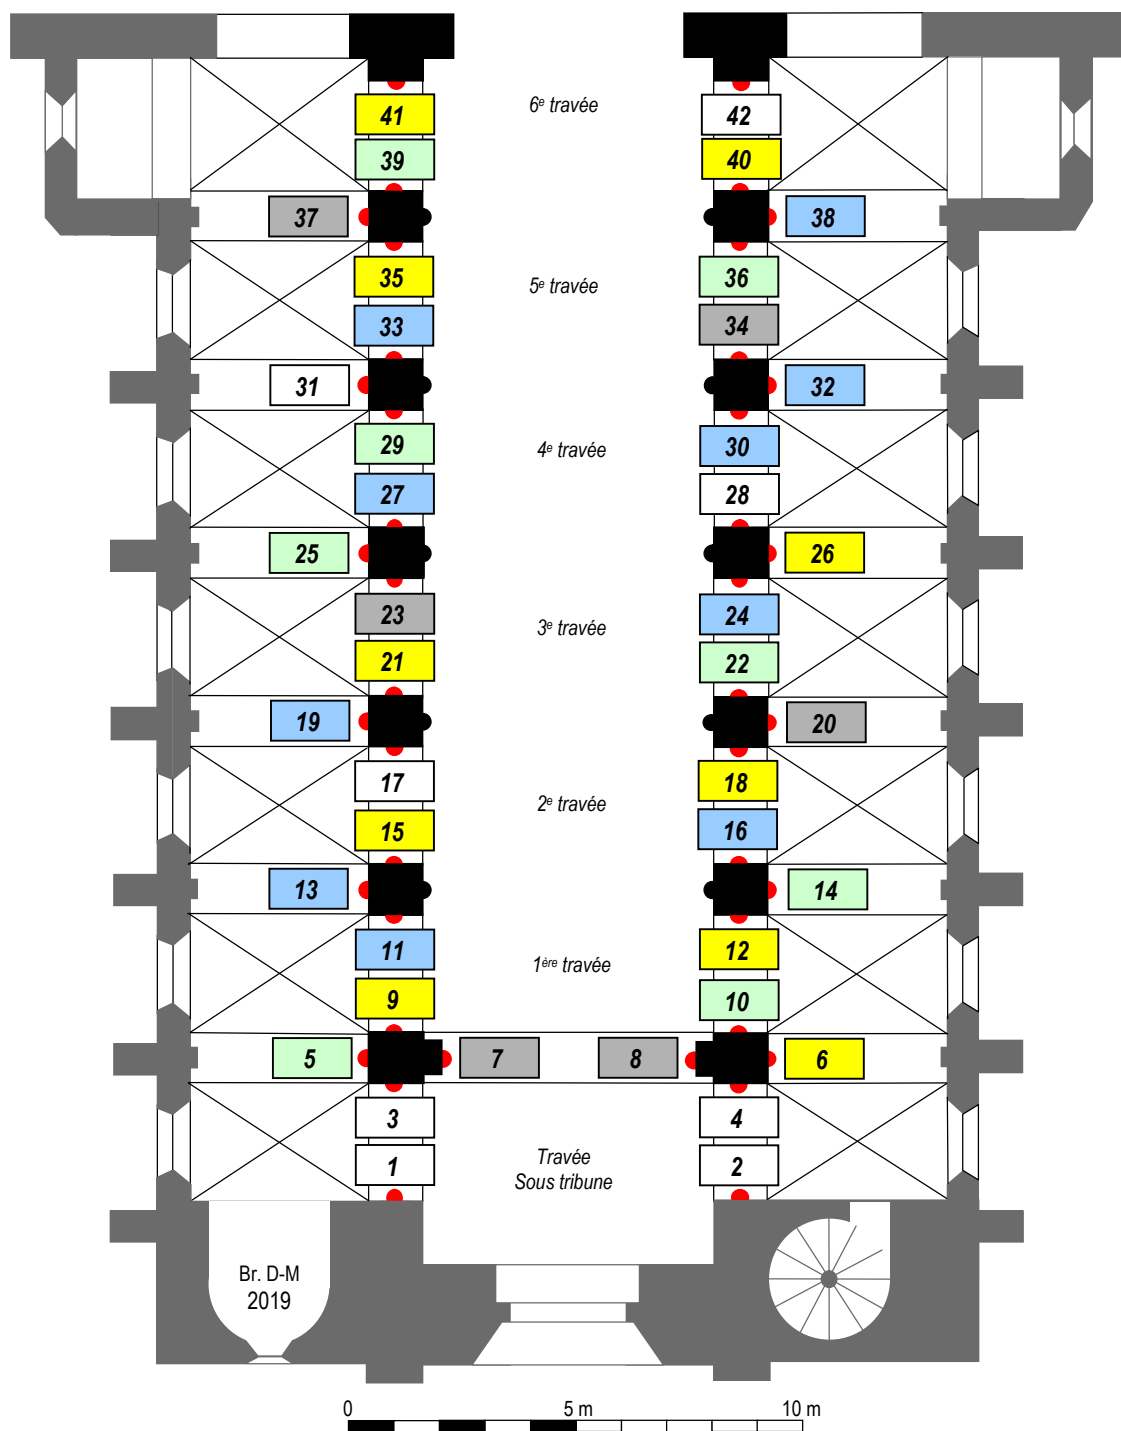 41 6e travée 42
39 40
37 38
35 5e travée 36
33 34
31 32
29 4e travée 30
27 28
25 26
23 3e travée 24
21 22
19 20
17 2e travée 18
15 16
13 14
11 1ère travée 12
9 10
5 7 8 6
3 4
1 Travée 2
Sous tribune
Br. D-M
2019
0 5 m 10 m